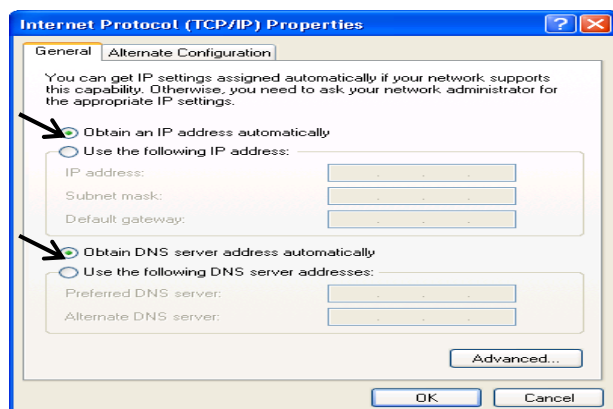 Internet Protocol (TCP/IP) Properties
General
Alternate Configuration
You can get IP settings assigned automatically if your network supports
this capability. Otherwise, you need to ask your network administrator for
the appropriate IP settings.
Obtain an IP address automatically
Use the following IP address:
IP address:
Subnet mask:
Default gateway:
Obtain DNS server address automatically
Use the following DNS server addresses:
Preferred DNS server:
Alternate DNS server:
Advanced...
OK
Cancel